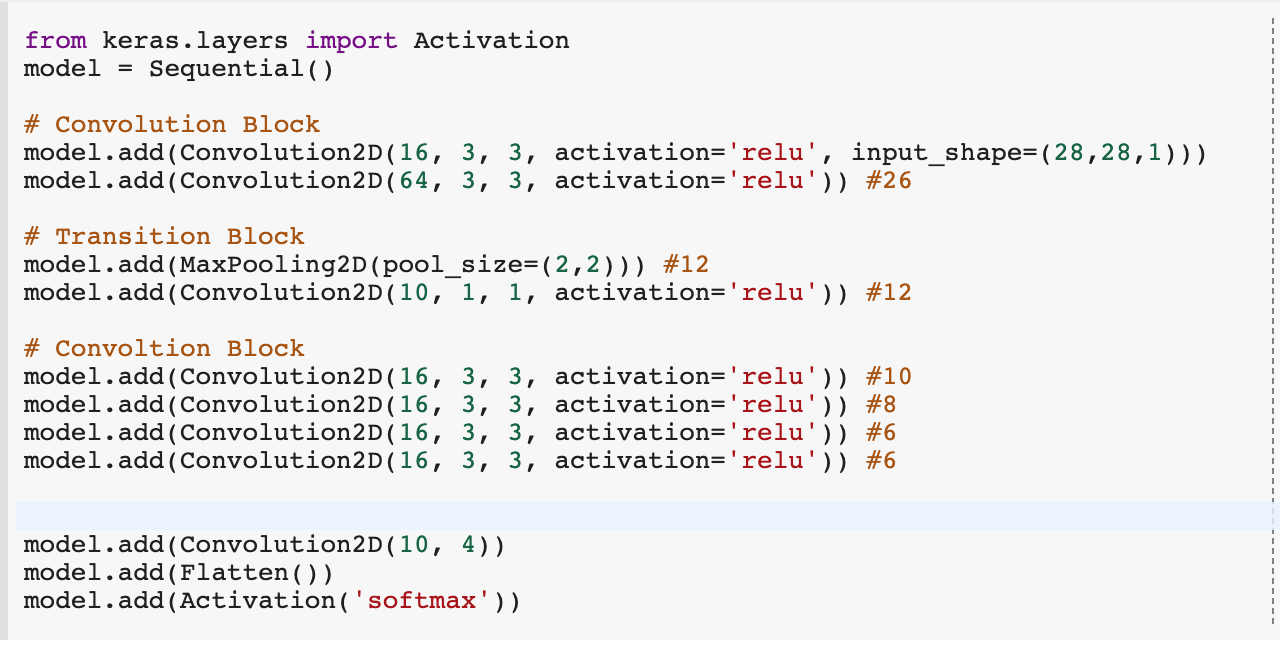 from keras.layers import Activation
model = Sequential()
# Convolution Block
model.add(Convolution2D(16, 3, 3, activation='relu', input_shape=(28,28,1)))
model.add(Convolution2D(64, 3, 3, activation='relu')) #26
# Transition Block
model.add(MaxPooling2D(pool_size=(2,2))) #12
model.add(Convolution2D(10, 1, 1, activation='relu')) #12
# Convoltion Block
model.add(Convolution2D(16, 3, 3, activation='relu')) #10
model.add(Convolution2D(16, 3, 3, activation='relu')) #8
model.add(Convolution2D(16, 3, 3, activation='relu')) #6
model.add(Convolution2D(16, 3, 3, activation='relu')) #6
model.add(Convolution2D(10, 4))
model.add(Flatten())
model.add(Activation('softmax'))